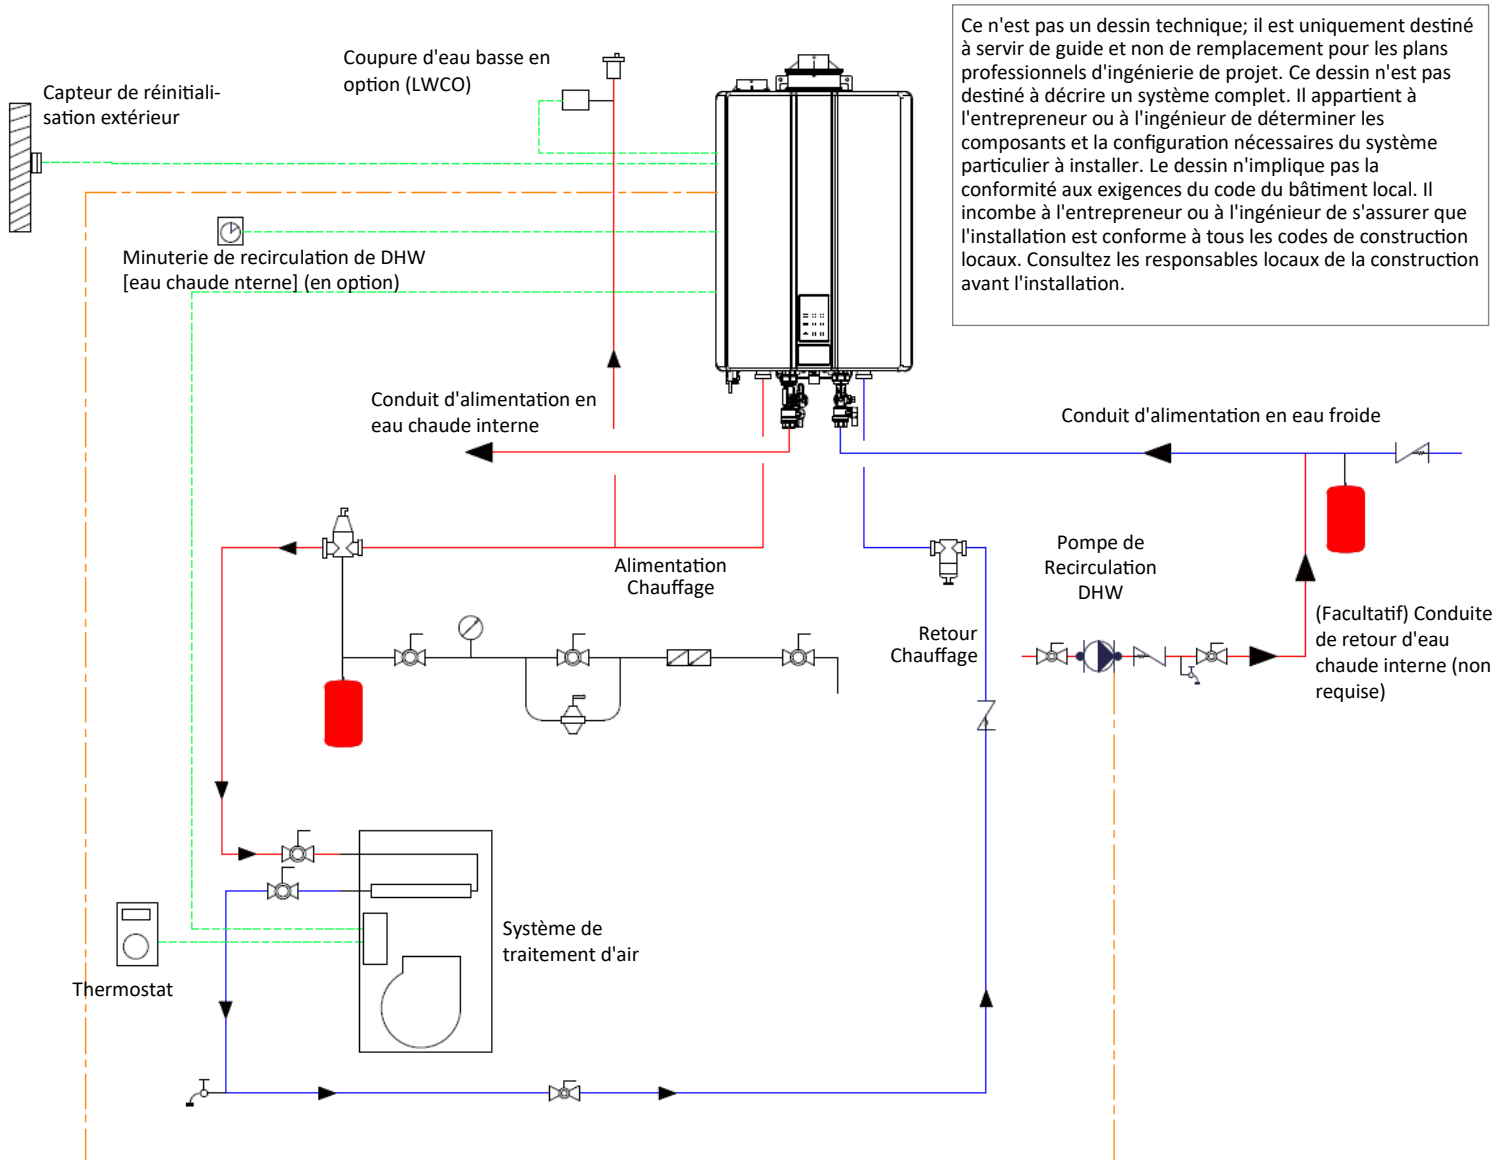 Ce n'est pas un dessin technique; il est uniquement destiné
à servir de guide et non de remplacement pour les plans
professionnels d'ingénierie de projet. Ce dessin n'est pas
destiné à décrire un système complet. Il appartient à
l'entrepreneur ou à l'ingénieur de déterminer les
composants et la configuration nécessaires du système
particulier à installer. Le dessin n'implique pas la
conformité aux exigences du code du bâtiment local. Il
incombe à l'entrepreneur ou à l'ingénieur de s'assurer que
l'installation est conforme à tous les codes de construction
locaux. Consultez les responsables locaux de la construction
avant l'installation.
Coupure d'eau basse en
option (LWCO)
Capteur de réinitiali-
sation extérieur
Minuterie de recirculation de DHW
[eau chaude nterne] (en option)
Conduit d'alimentation en
eau chaude interne
Conduit d'alimentation en eau froide
Alimentation
Chauffage
Pompe de
Recirculation
DHW
Retour
Chauffage
(Facultatif) Conduite
de retour d'eau
chaude interne (non
requise)
Système de
traitement d'air
Thermostat